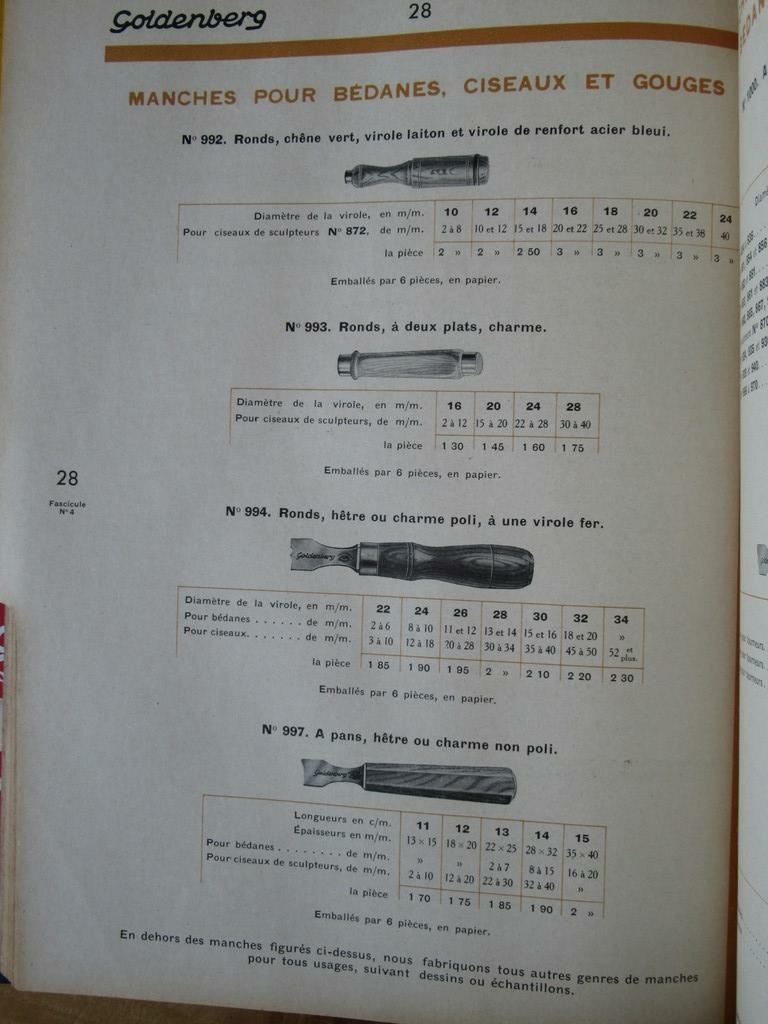 Goldenberg
28
MANCHES POUR BÉDANES, CISEAUX ET GOUGES
Nº 992. Ronds, chêne vert, virole laiton et virole de renfort acier bleui.
Diamètre de la virole, en m/m. 10 12 14 16 18 20 22 24
Pour ciseaux de sculpteurs Nº 872, de m/m. 2 à 8 10 et 12 15 et 18 20 et 22 25 et 28 30 et 32 35 et 38 40
la pièce 2 » 2 » 2 50 3 » 3 » 3 » 3 » 3 »
Emballés par 6 pièces, en papier.
Nº 993. Ronds, à deux plats, charme.
Diamètre de la virole, en m/m. 16 20 24 28
Pour ciseaux de sculpteurs, de m/m. 2 à 12 15 à 20 22 à 28 30 à 40
la pièce 1 30 1 45 1 60 1 75
Emballés par 6 pièces, en papier.
28
Fascicule
Nº 4
Nº 994. Ronds, hêtre ou charme poli, à une virole fer.
Goldenberg
Diamètre de la virole, en m/m. 22 24 26 28 30 32 34
Pour bédanes . . . . . . de m/m. 2 à 6 8 à 10 11 et 12 13 et 14 15 et 16 18 et 20 »
Pour ciseaux. . . . . . . de m/m. 3 à 10 12 à 18 20 à 28 30 à 34 35 à 40 45 à 50 52 et plus.
la pièce 1 85 1 90 1 95 2 » 2 10 2 20 2 30
Emballés par 6 pièces, en papier.
Nº 997. A pans, hêtre ou charme non poli.
Goldenberg
Longueurs en c/m. 11 12 13 14 15
Épaisseurs en m/m. 13 × 15 18 × 20 22 × 25 28 × 32 35 × 40
Pour bédanes . . . . . . . . de m/m. » » 2 à 7 8 à 15 16 à 20
Pour ciseaux de sculpteurs, de m/m. 2 à 10 12 à 20 22 à 30 32 à 40 »
la pièce 1 70 1 75 1 85 1 90 2 »
Emballés par 6 pièces, en papier.
En dehors des manches figurés ci-dessus, nous fabriquons tous autres genres de manches
pour tous usages, suivant dessins ou échantillons.